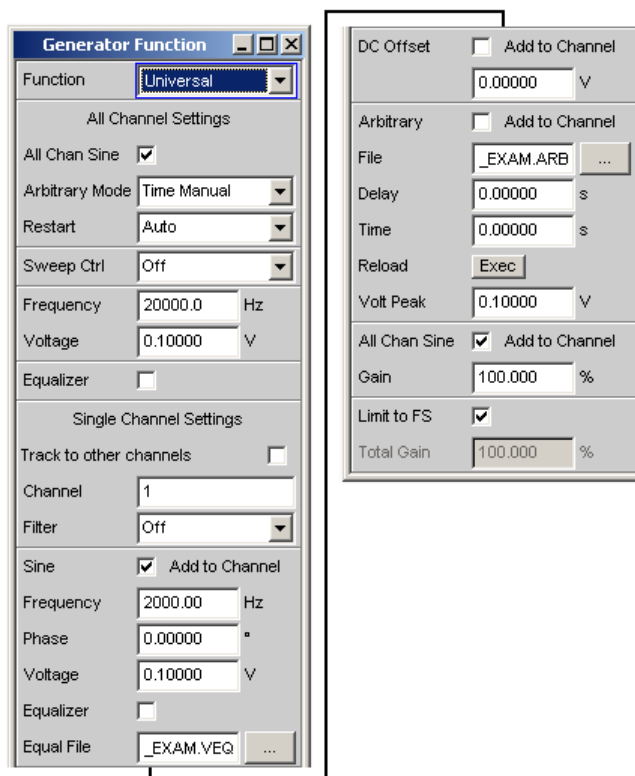 Generator Function
Function Universal
All Channel Settings
All Chan Sine
Arbitrary Mode Time Manual
Restart Auto
Sweep Ctrl Off
Frequency 20000.0 Hz
Voltage 0.10000 V
Equalizer
Single Channel Settings
Track to other channels
Channel 1
Filter Off
Sine Add to Channel
Frequency 2000.00 Hz
Phase 0.00000 °
Voltage 0.10000 V
Equalizer
Equal File _EXAM.VEQ ...
DC Offset Add to Channel
0.00000 V
Arbitrary Add to Channel
File _EXAM.ARB ...
Delay 0.00000 s
Time 0.00000 s
Reload Exec
Volt Peak 0.10000 V
All Chan Sine Add to Channel
Gain 100.000 %
Limit to FS
Total Gain 100.000 %